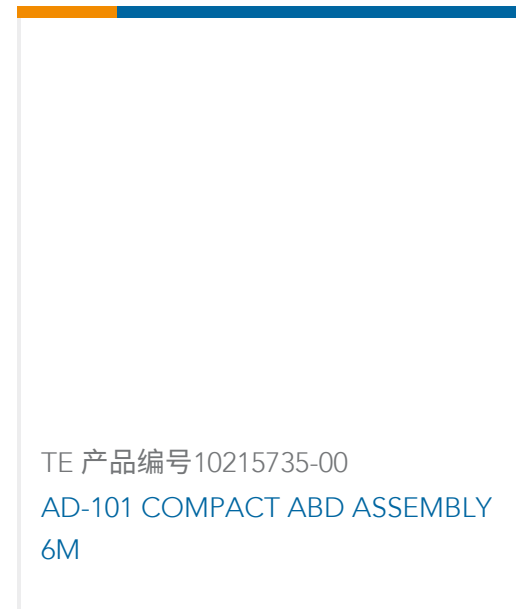 TE 产品编号10215735-00
AD-101 COMPACT ABD ASSEMBLY
6M